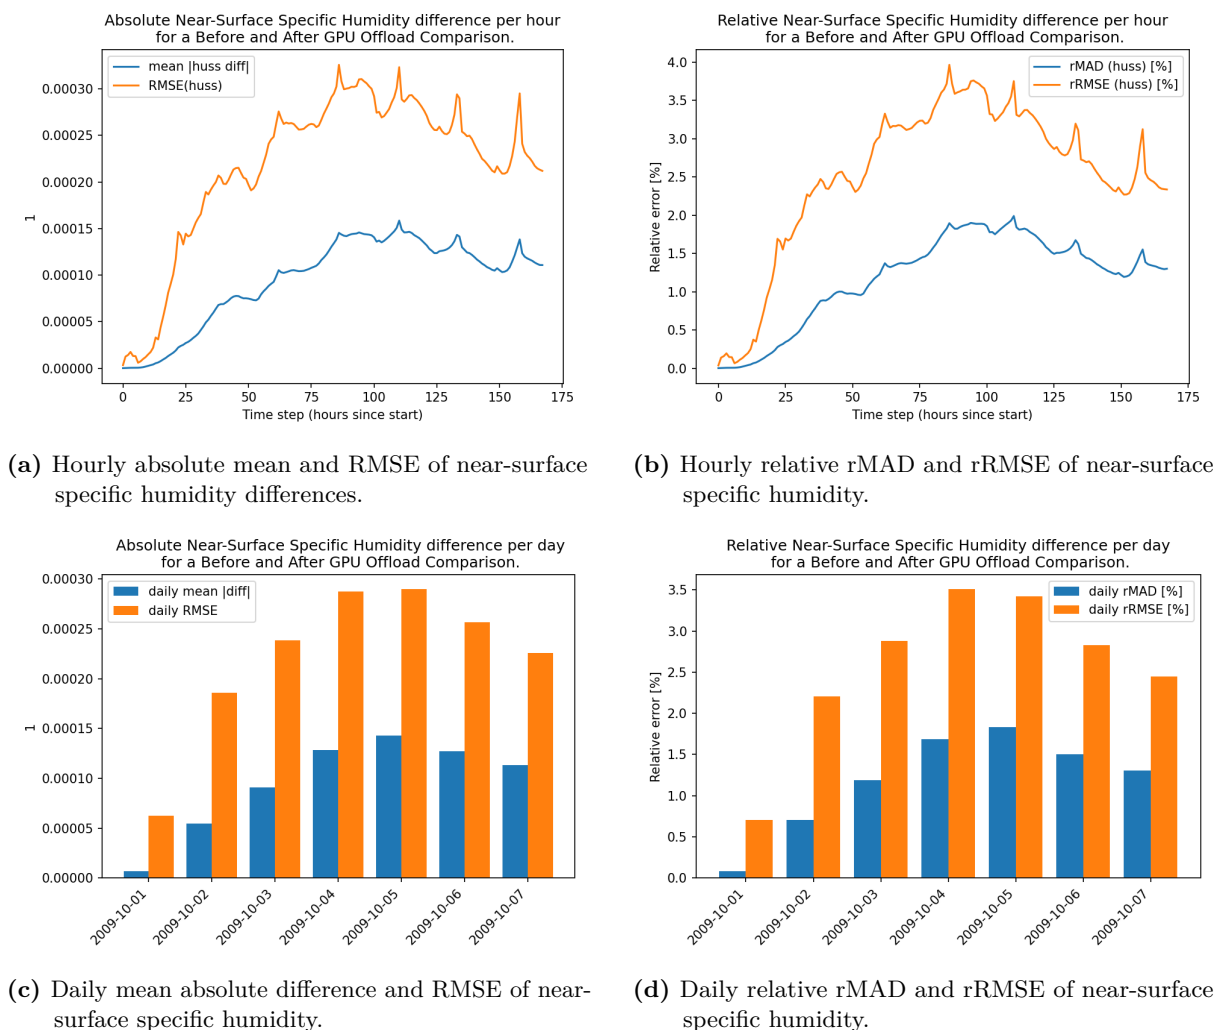 Absolute Near-Surface Specific Humidity difference per hour
for a Before and After GPU Offload Comparison.
mean |huss diff|
RMSE(huss)
0.00030
0.00025
0.00020
0.00015
0.00010
0.00005
0.00000
1
0 25 50 75 100 125 150 175
Time step (hours since start)
(a) Hourly absolute mean and RMSE of near-surface
specific humidity differences.
Relative Near-Surface Specific Humidity difference per hour
for a Before and After GPU Offload Comparison.
rMAD (huss) [%]
rRMSE (huss) [%]
4.0
3.5
3.0
2.5
2.0
1.5
1.0
0.5
0.0
Relative error [%]
0 25 50 75 100 125 150 175
Time step (hours since start)
(b) Hourly relative rMAD and rRMSE of near-surface
specific humidity.
Absolute Near-Surface Specific Humidity difference per day
for a Before and After GPU Offload Comparison.
daily mean |diff|
daily RMSE
0.00030
0.00025
0.00020
0.00015
0.00010
0.00005
0.00000
1
2009-10-01 2009-10-02 2009-10-03 2009-10-04 2009-10-05 2009-10-06 2009-10-07
(c) Daily mean absolute difference and RMSE of near-
surface specific humidity.
Relative Near-Surface Specific Humidity difference per day
for a Before and After GPU Offload Comparison.
daily rMAD [%]
daily rRMSE [%]
3.5
3.0
2.5
2.0
1.5
1.0
0.5
0.0
Relative error [%]
2009-10-01 2009-10-02 2009-10-03 2009-10-04 2009-10-05 2009-10-06 2009-10-07
(d) Daily relative rMAD and rRMSE of near-surface
specific humidity.